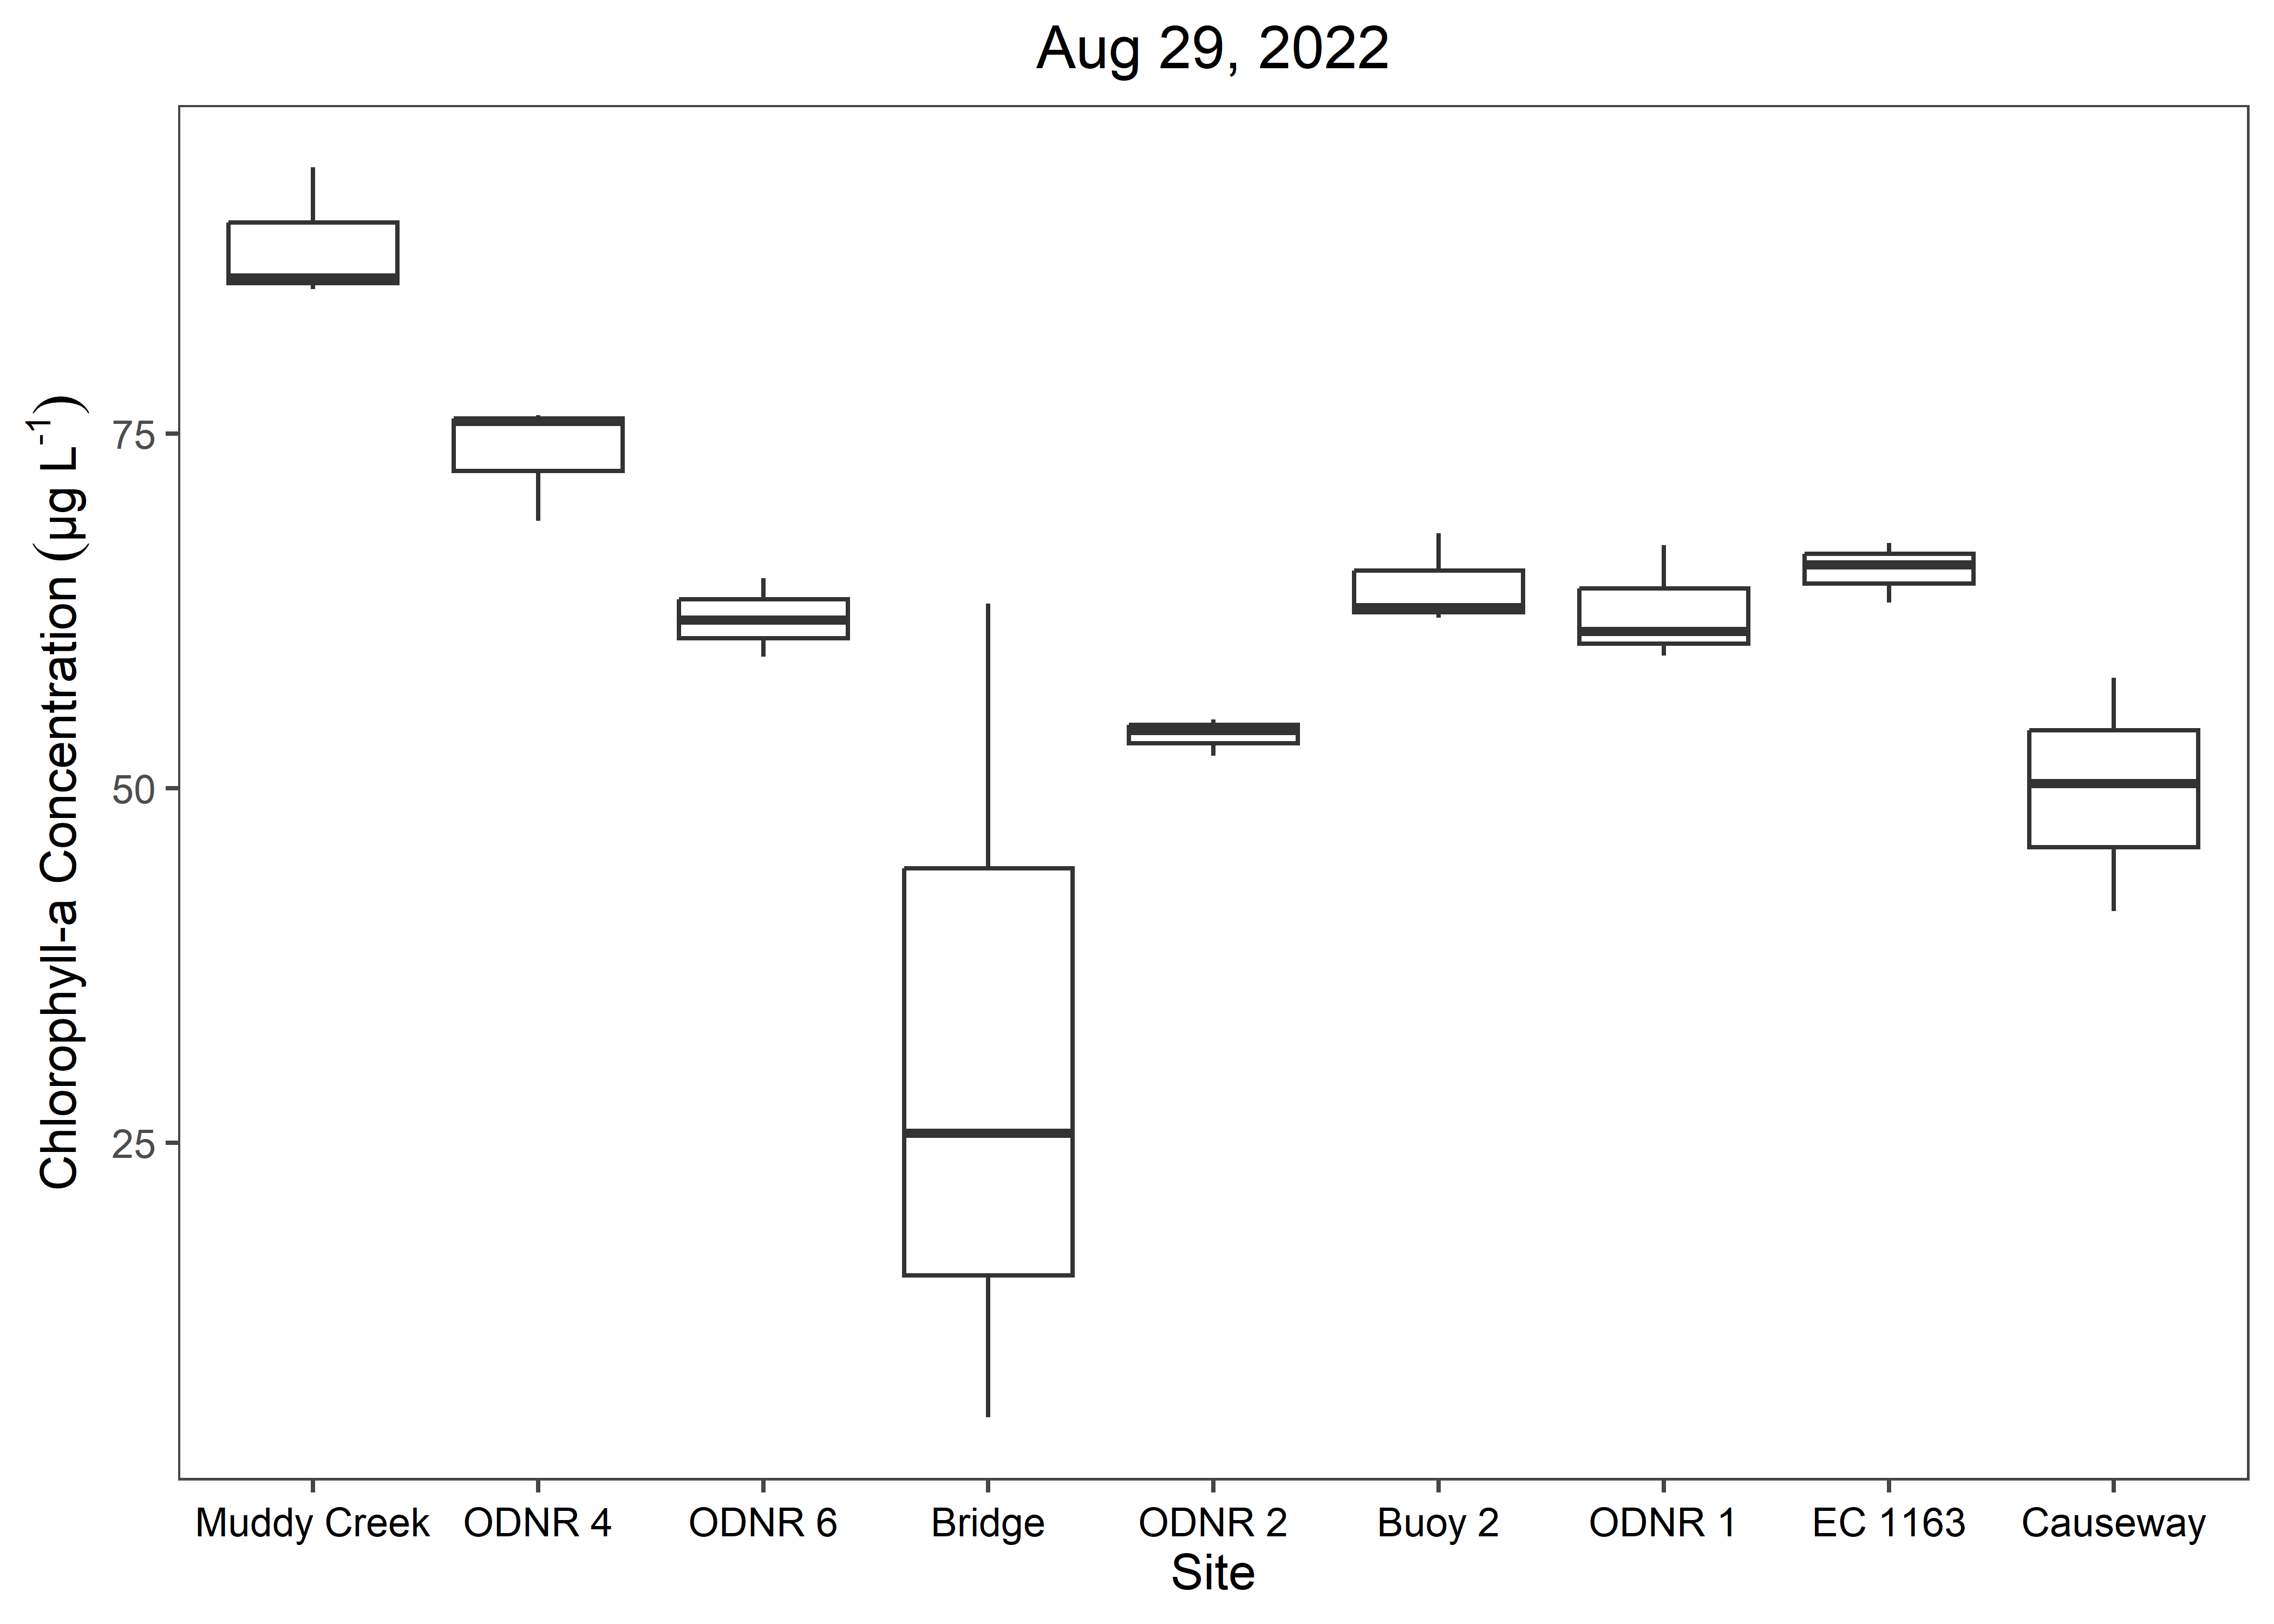 Aug 29, 2022
Chlorophyll-a Concentration (µg L⁻¹)
75
50
25
Muddy Creek ODNR 4 ODNR 6 Bridge ODNR 2 Buoy 2 ODNR 1 EC 1163 Causeway
Site